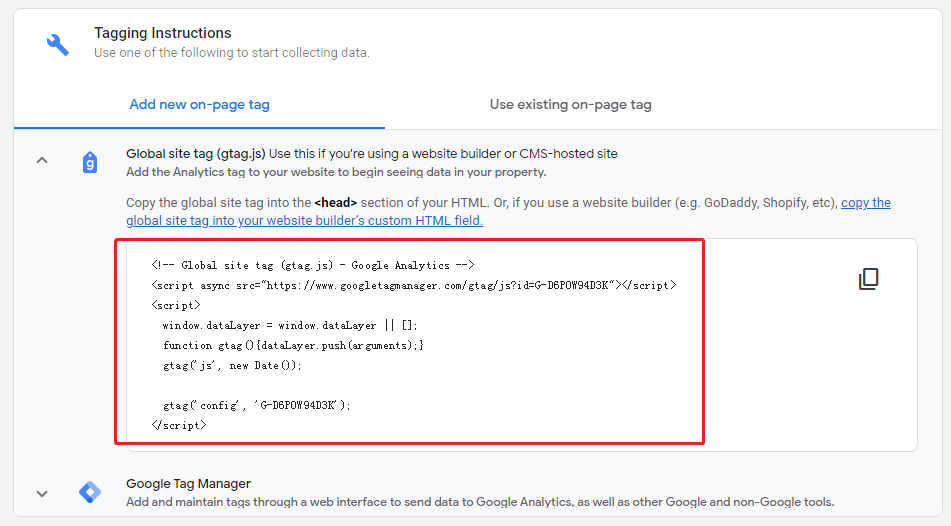 Tagging Instructions
Use one of the following to start collecting data.
Add new on-page tag
Use existing on-page tag
g
Global site tag (gtag.js) Use this if you're using a website builder or CMS-hosted site
Add the Analytics tag to your website to begin seeing data in your property.
Copy the global site tag into the <head> section of your HTML. Or, if you use a website builder (e.g. GoDaddy, Shopify, etc), copy the
global site tag into your website builder's custom HTML field.
<!-- Global site tag (gtag.js) - Google Analytics -->
<script async src="https://www.googletagmanager.com/gtag/js?id=G-D6P0W94D3K"></script>
<script>
window.dataLayer = window.dataLayer || [];
function gtag(){dataLayer.push(arguments);}
gtag('js', new Date());
gtag('config', 'G-D6P0W94D3K');
</script>
Google Tag Manager
Add and maintain tags through a web interface to send data to Google Analytics, as well as other Google and non-Google tools.